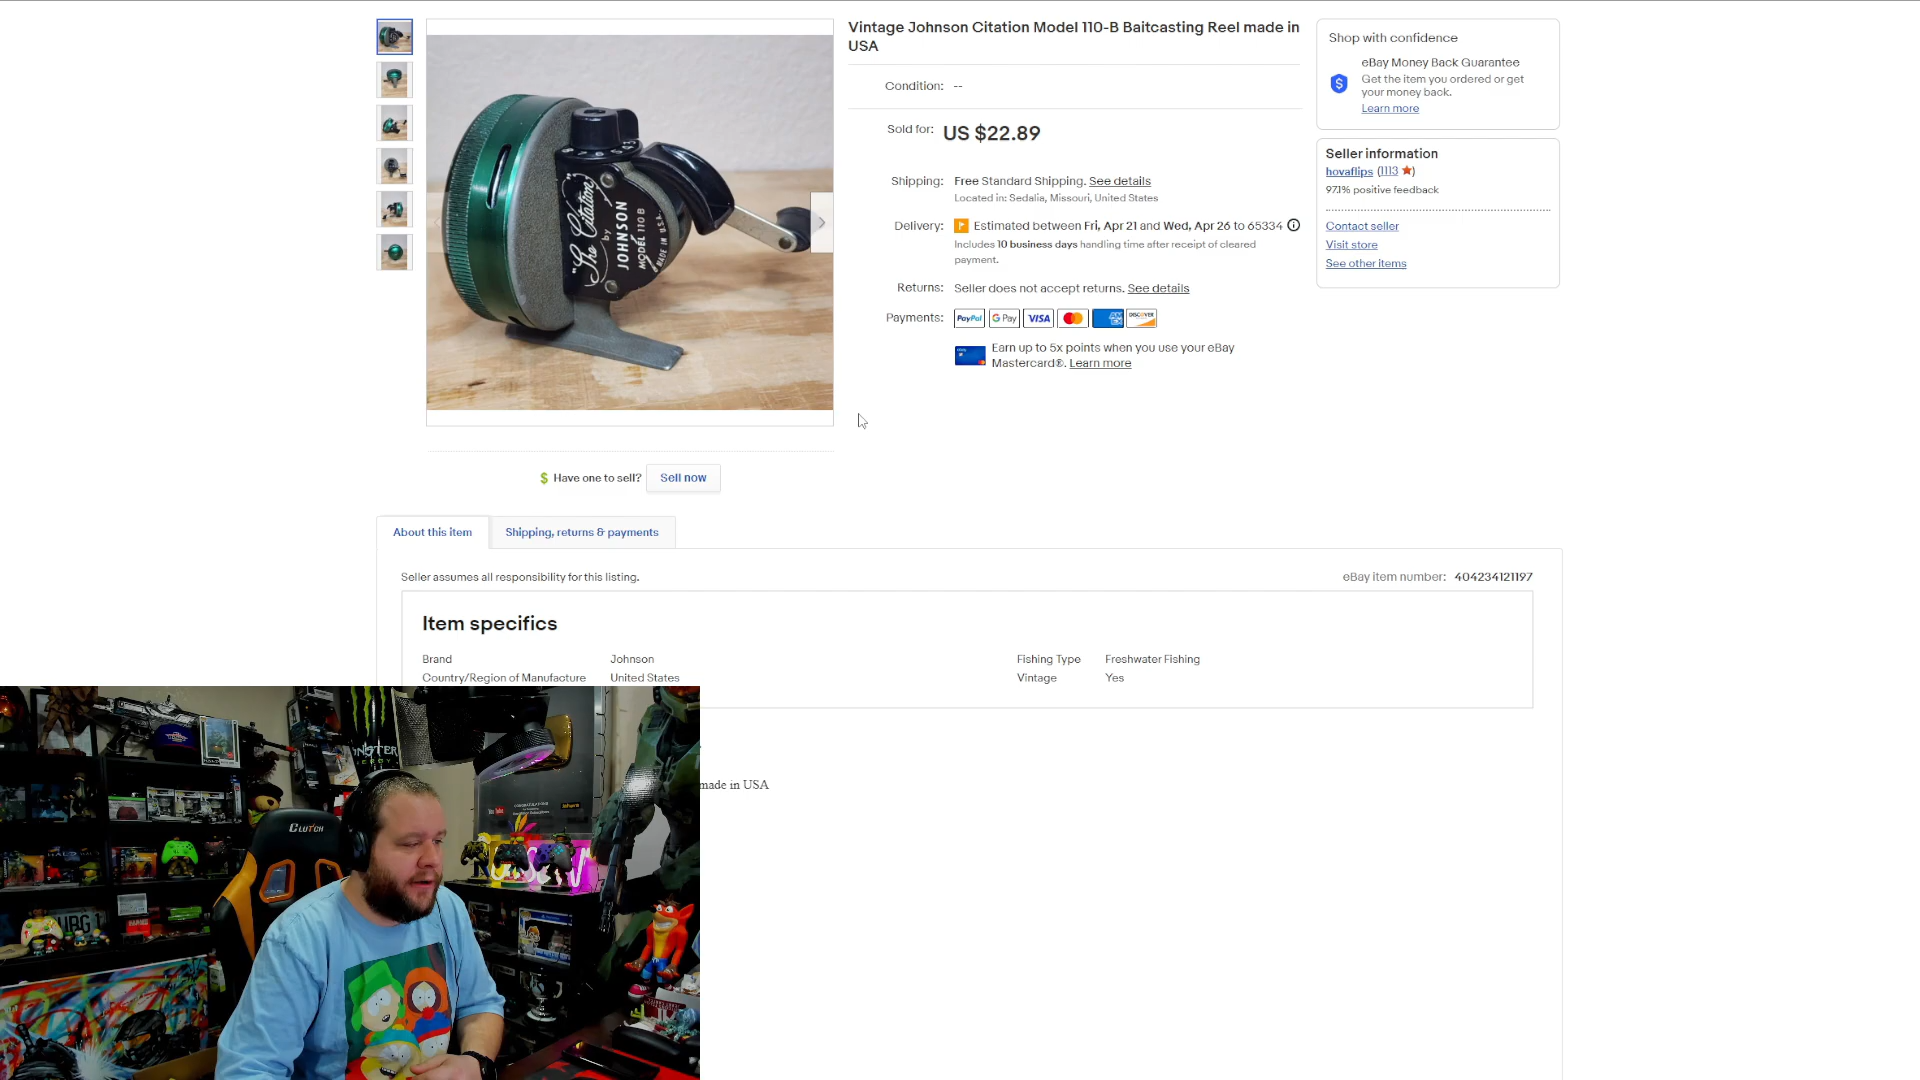 Vintage Johnson Citation Model 110-B Baitcasting Reel made in
USA
Condition: --
Sold for: US $22.89
Shipping: Free Standard Shipping. See details
Located in: Sedalia, Missouri, United States
Delivery: Estimated between Fri, Apr 21 and Wed, Apr 26 to 65334
Includes 10 business days handling time after receipt of cleared
payment.
Returns: Seller does not accept returns. See details
Payments: PayPal G Pay VISA DISCOVER
Earn up to 5x points when you use your eBay
Mastercard®. Learn more
Shop with confidence
eBay Money Back Guarantee
Get the item you ordered or get
your money back.
Learn more
Seller information
hovaflips (1113)
97.1% positive feedback
Contact seller
Visit store
See other items
"The Citation"
by
JOHNSON
MODEL 110 B
MADE IN U.S.A.
$ Have one to sell? Sell now
About this item
Shipping, returns & payments
Seller assumes all responsibility for this listing.
eBay item number: 404234121197
Item specifics
Brand Johnson
Fishing Type Freshwater Fishing
Country/Region of Manufacture United States
Vintage Yes
made in USA
CLUTCH